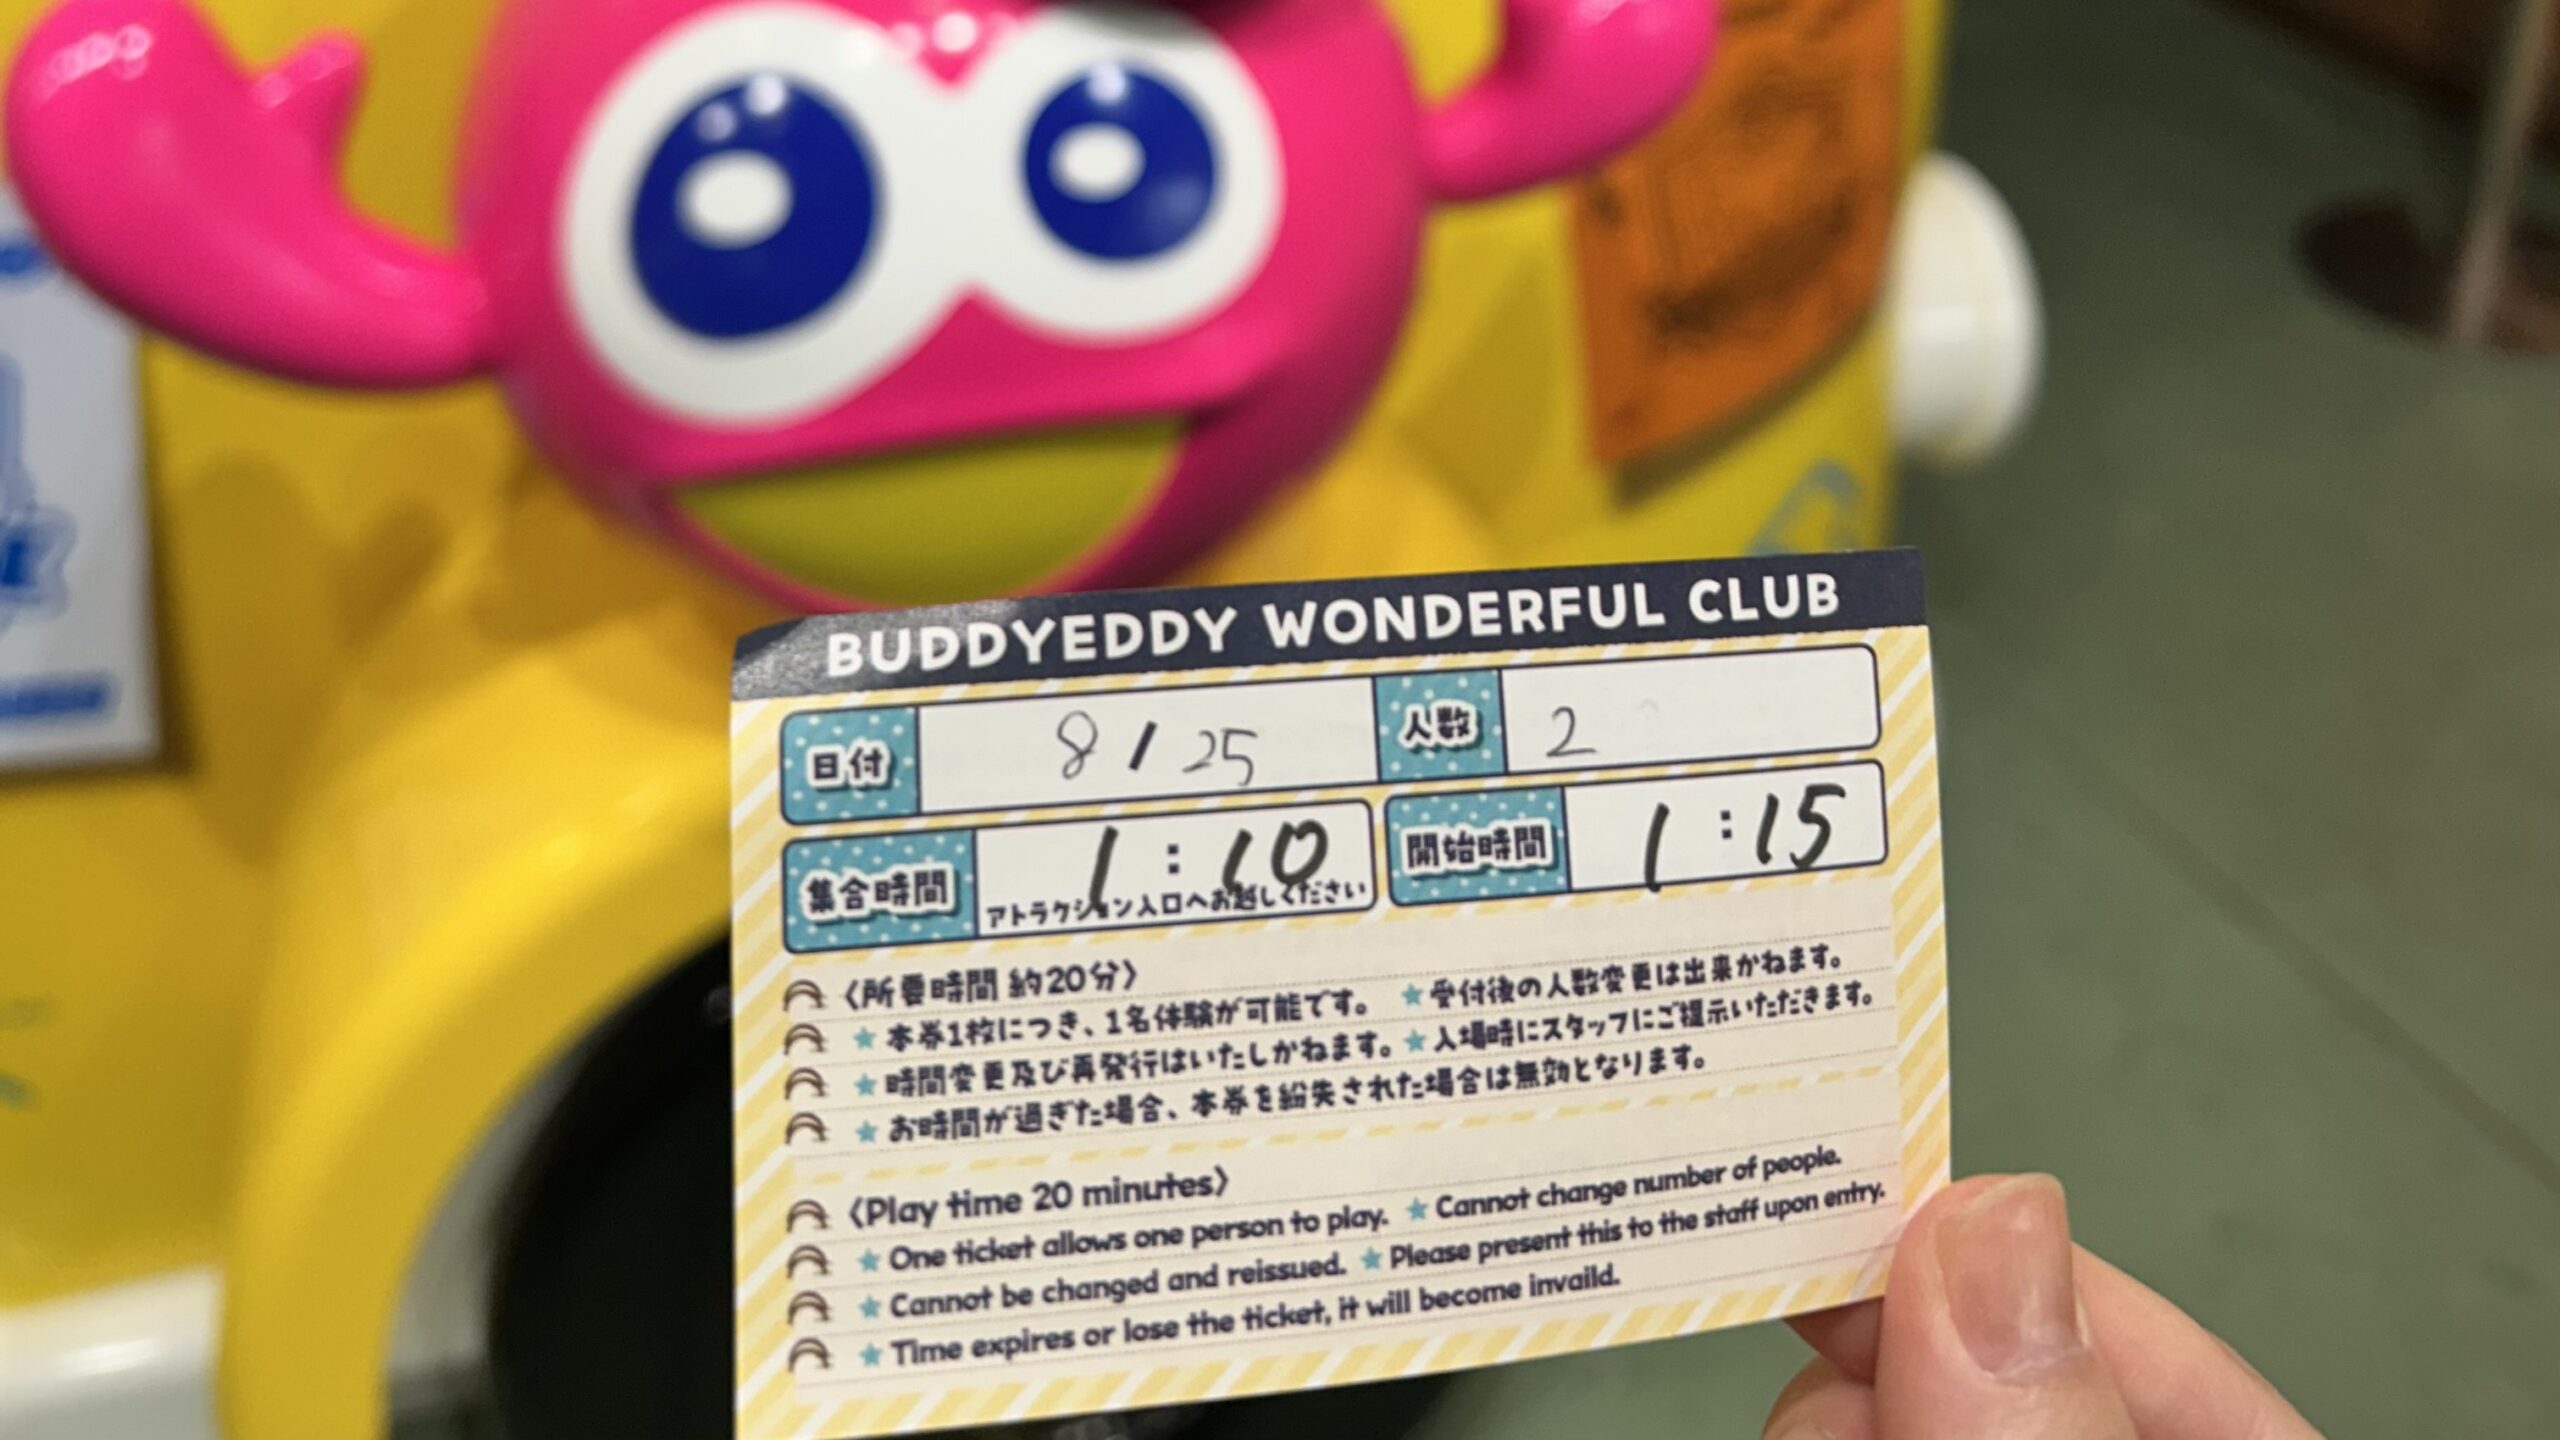 BUDDYEDDY WONDERFUL CLUB
日付 8/25 人数 2
集合時間 1:10 開始時間 1:15
アトラクション入口へお越しください
〈所要時間 約20分〉
★本券1枚につき、1名体験が可能です。 ★受付後の人数変更は出来かねます。
★時間変更及び再発行はいたしかねます。★入場時にスタッフにご提示いただきます。
★お時間が過ぎた場合、本券を紛失された場合は無効となります。
〈Play time 20 minutes〉
★One ticket allows one person to play. ★Cannot change number of people.
★Cannot be changed and reissued. ★Please present this to the staff upon entry.
★Time expires or lose the ticket, it will become invaild.